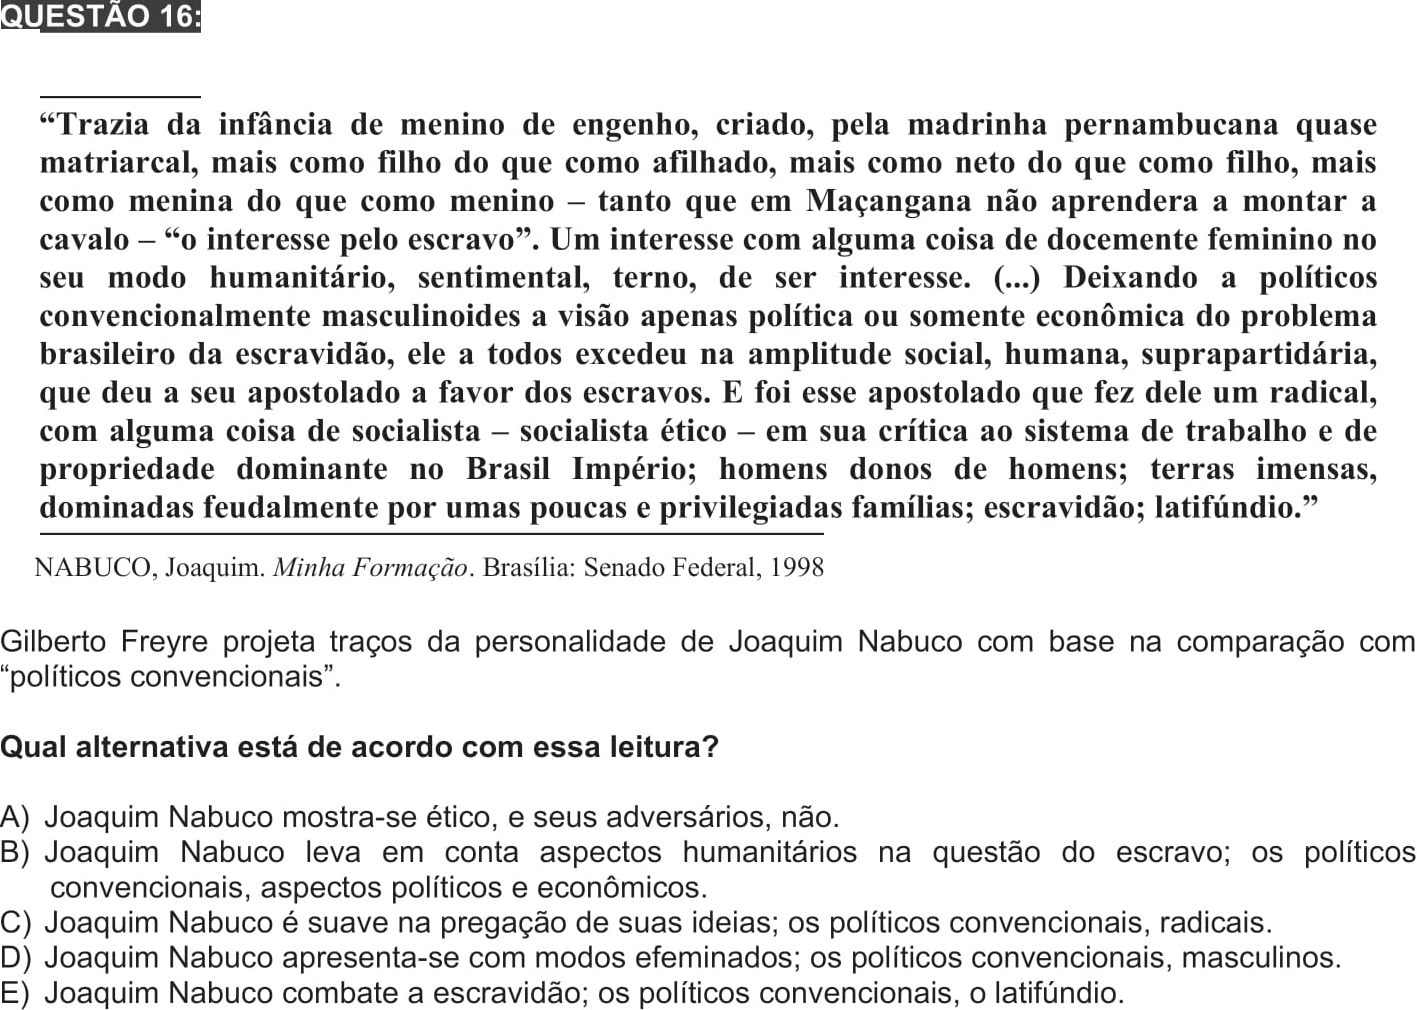 QUESTÃO 16:
“Trazia da infância de menino de engenho, criado, pela madrinha pernambucana quase
matriarcal, mais como filho do que como afilhado, mais como neto do que como filho, mais
como menina do que como menino – tanto que em Maçangana não aprendera a montar a
cavalo – “o interesse pelo escravo”. Um interesse com alguma coisa de docemente feminino no
seu modo humanitário, sentimental, terno, de ser interesse. (...) Deixando a políticos
convencionalmente masculinoides a visão apenas política ou somente econômica do problema
brasileiro da escravidão, ele a todos excedeu na amplitude social, humana, suprapartidária,
que deu a seu apostolado a favor dos escravos. E foi esse apostolado que fez dele um radical,
com alguma coisa de socialista – socialista ético – em sua crítica ao sistema de trabalho e de
propriedade dominante no Brasil Império; homens donos de homens; terras imensas,
dominadas feudalmente por umas poucas e privilegiadas famílias; escravidão; latifúndio.”
NABUCO, Joaquim. Minha Formação. Brasília: Senado Federal, 1998
Gilberto Freyre projeta traços da personalidade de Joaquim Nabuco com base na comparação com
“políticos convencionais”.
Qual alternativa está de acordo com essa leitura?
A) Joaquim Nabuco mostra-se ético, e seus adversários, não.
B) Joaquim Nabuco leva em conta aspectos humanitários na questão do escravo; os políticos
convencionais, aspectos políticos e econômicos.
C) Joaquim Nabuco é suave na pregação de suas ideias; os políticos convencionais, radicais.
D) Joaquim Nabuco apresenta-se com modos efeminados; os políticos convencionais, masculinos.
E) Joaquim Nabuco combate a escravidão; os políticos convencionais, o latifúndio.